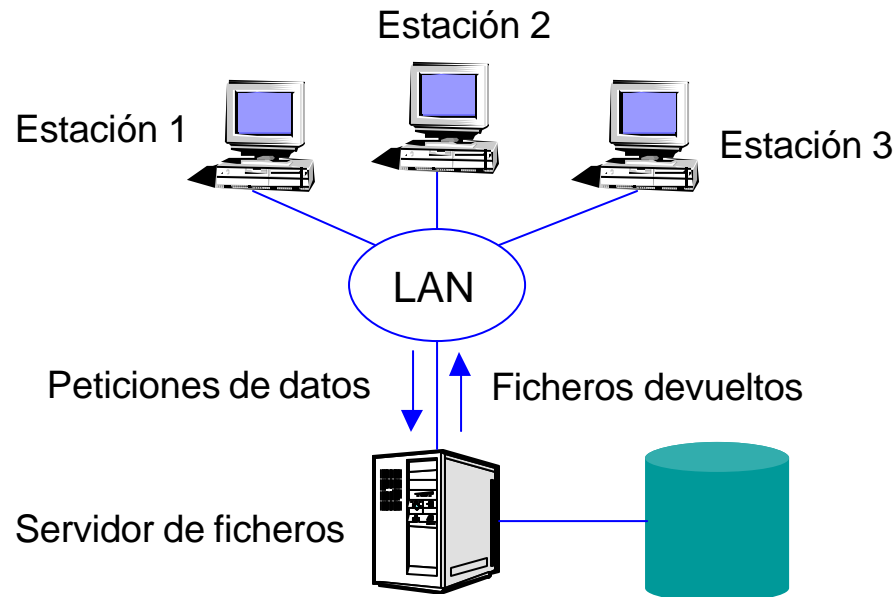 Estación 2
Estación 1
Estación 3
LAN
Peticiones de datos
Ficheros devueltos
Servidor de ficheros